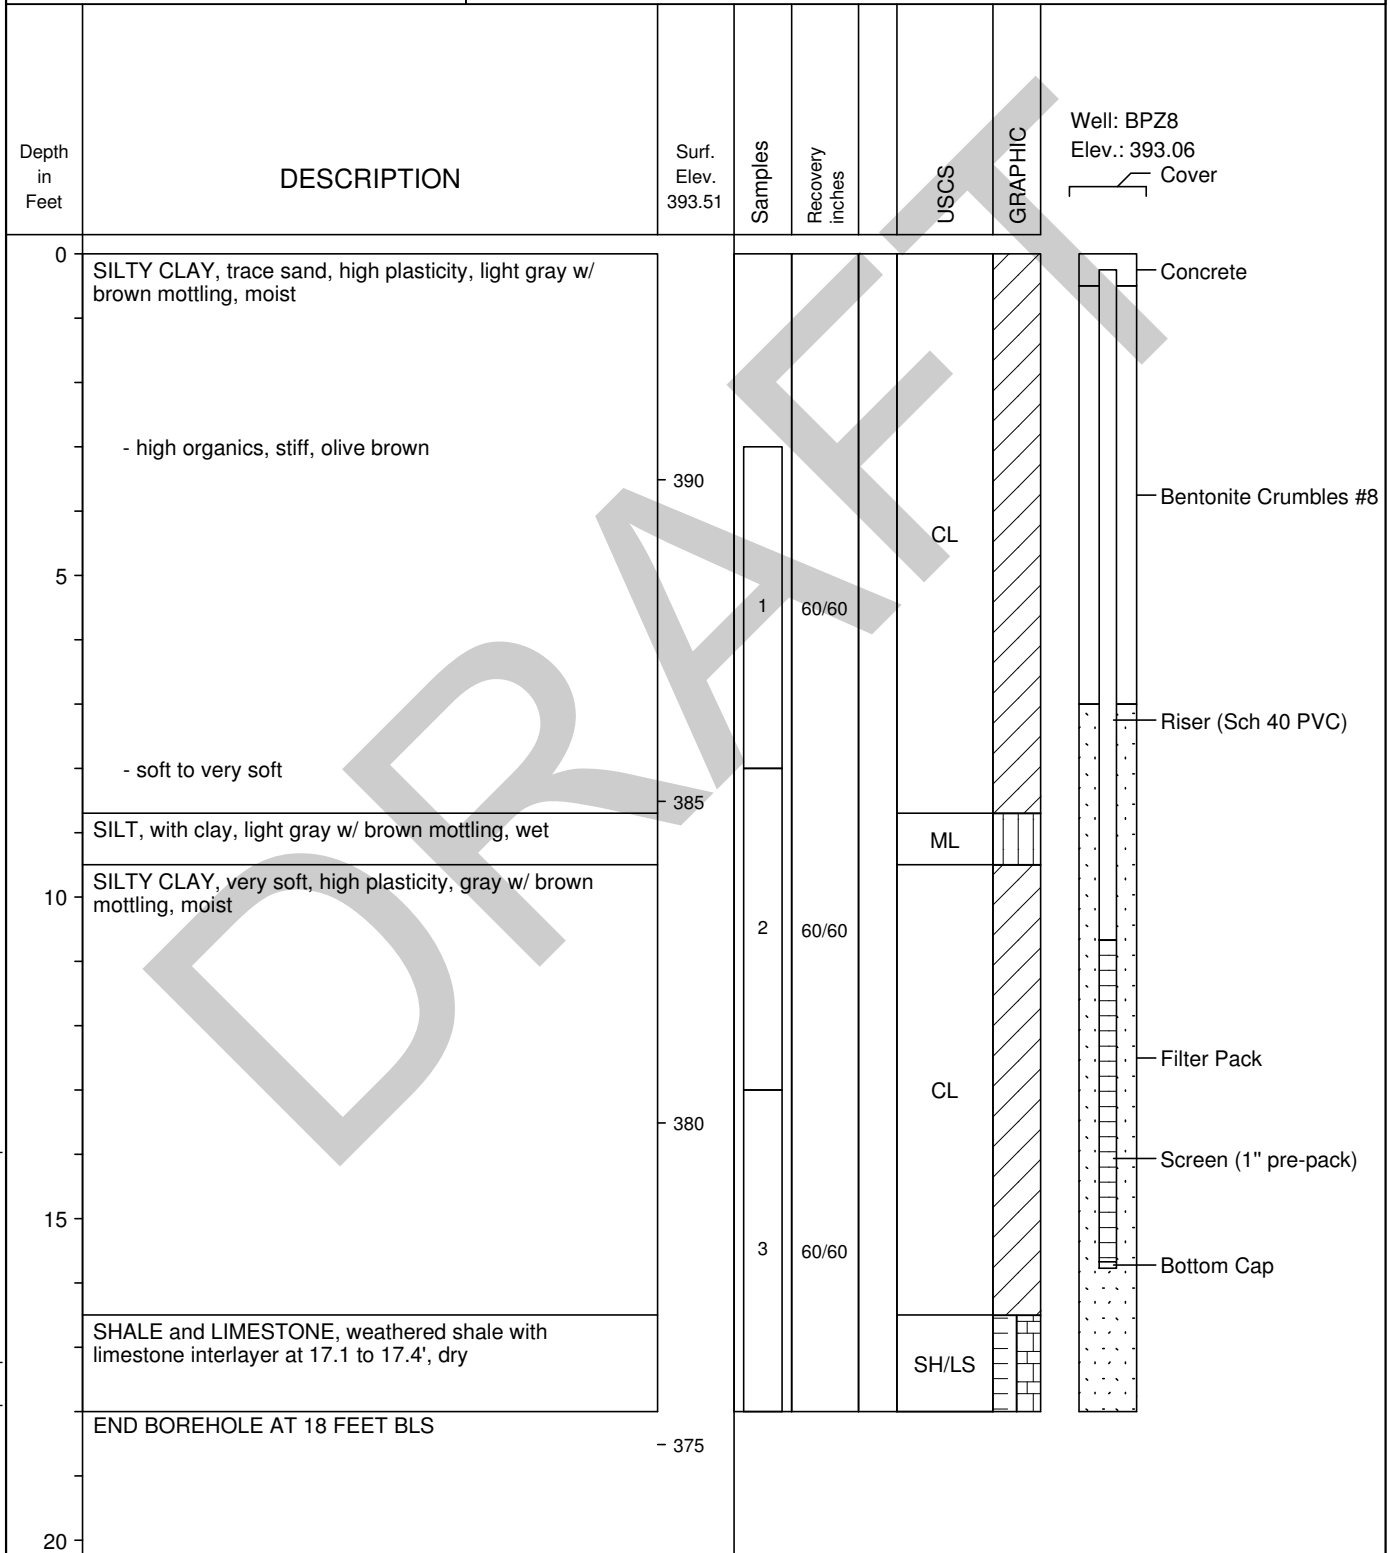 Depth
in
Feet
DESCRIPTION
Surf.
Elev.
393.51
Samples
Recovery
inches
USCS
GRAPHIC
Well: BPZ8
Elev.: 393.06
Cover
0
SILTY CLAY, trace sand, high plasticity, light gray w/
brown mottling, moist
Concrete
- high organics, stiff, olive brown
390
Bentonite Crumbles #8
CL
5
1
60/60
Riser (Sch 40 PVC)
- soft to very soft
385
SILT, with clay, light gray w/ brown mottling, wet
ML
SILTY CLAY, very soft, high plasticity, gray w/ brown
mottling, moist
10
2
60/60
Filter Pack
CL
380
Screen (1" pre-pack)
15
3
60/60
Bottom Cap
SHALE and LIMESTONE, weathered shale with
limestone interlayer at 17.1 to 17.4', dry
SH/LS
END BOREHOLE AT 18 FEET BLS
375
20
DRAFT